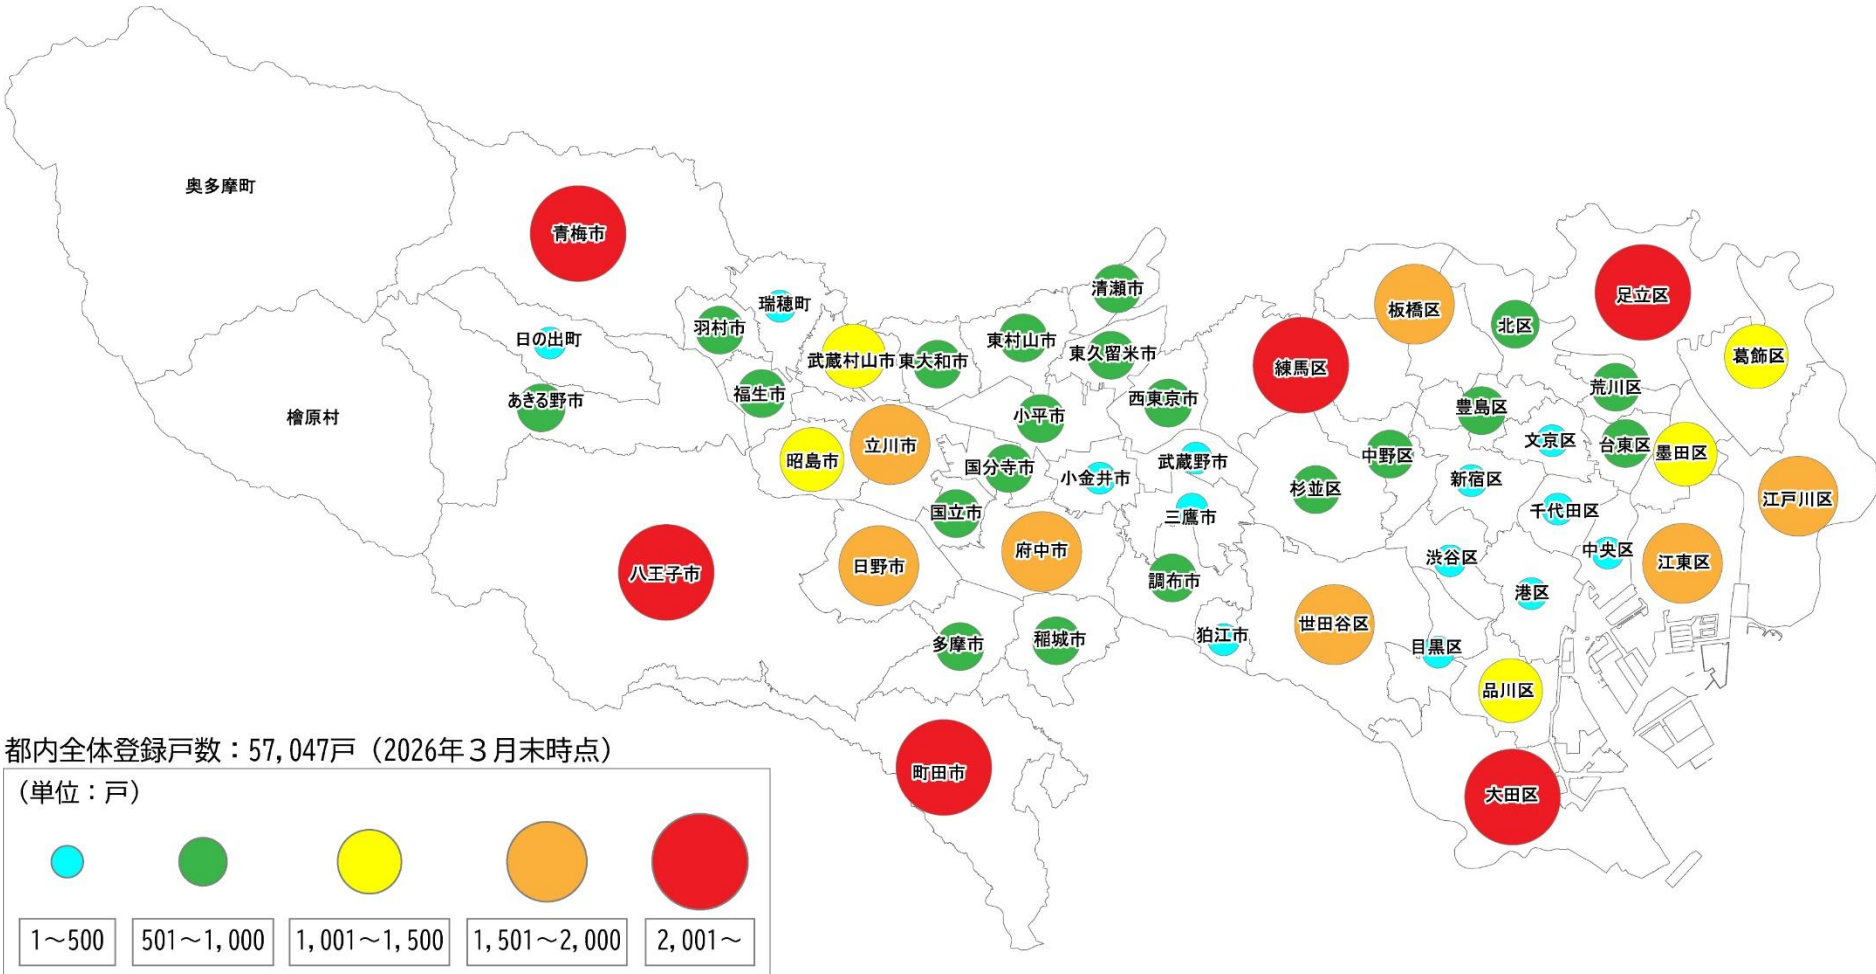 奥多摩町
青梅市
瑞穂町
羽村市
日の出町
あきる野市
檜原村
福生市
武蔵村山市
東大和市
東村山市
清瀬市
東久留米市
西東京市
小平市
昭島市
立川市
国分寺市
小金井市
武蔵野市
三鷹市
国立市
府中市
日野市
八王子市
調布市
多摩市
稲城市
狛江市
町田市
板橋区
北区
足立区
練馬区
葛飾区
荒川区
豊島区
文京区
台東区
墨田区
中野区
杉並区
新宿区
千代田区
江戸川区
渋谷区
中央区
江東区
港区
世田谷区
目黒区
品川区
大田区
都内全体登録戸数：57,047戸（2026年３月末時点）
（単位：戸）
1～500
501～1,000
1,001～1,500
1,501～2,000
2,001～